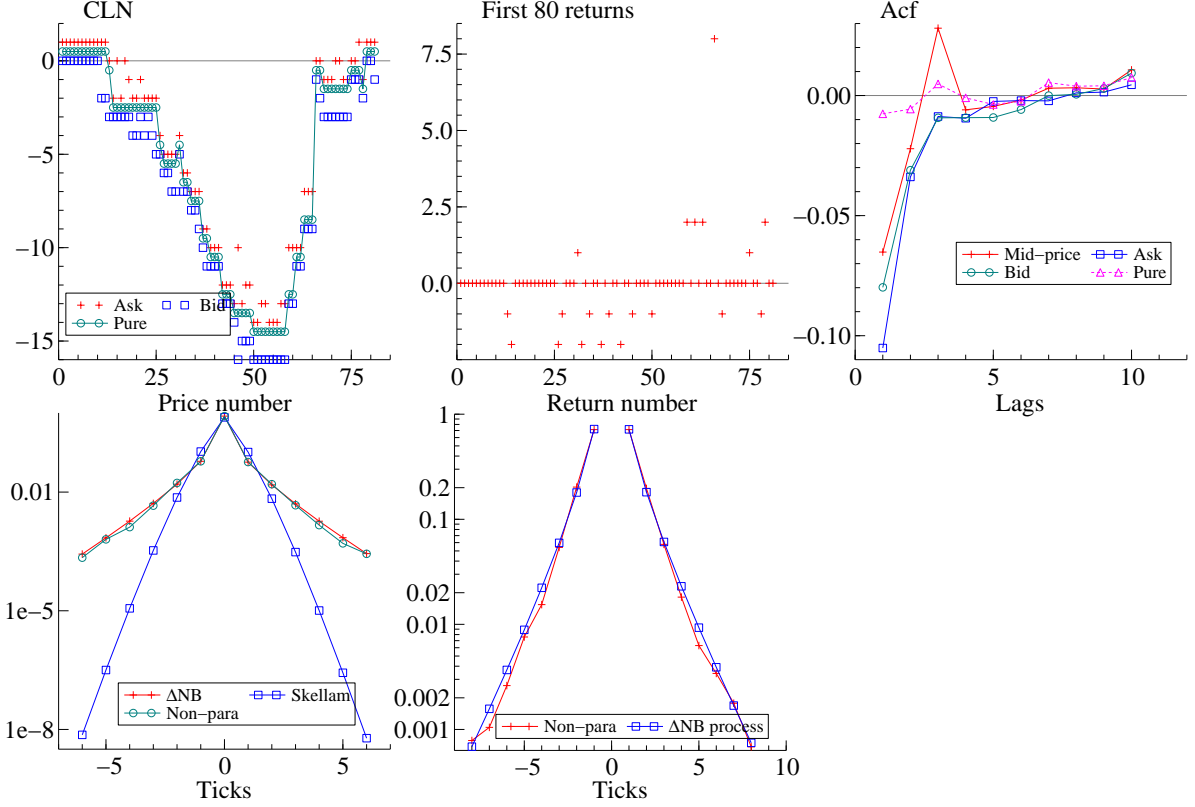 CLN
0
−5
−10
−15
Ask
Bid
Pure
0 25 50 75
Price number
First 80 returns
7.5
5.0
2.5
0.0
0 25 50 75
Return number
Acf
0.00
−0.05
−0.10
Mid−price
Ask
Bid
Pure
0 5 10
Lags
0.01
1e−5
1e−8
ΔNB
Skellam
Non−para
−5 0 5
Ticks
1
0.2
0.1
0.02
0.01
0.002
0.001
Non−para
ΔNB process
−5 0 5 10
Ticks